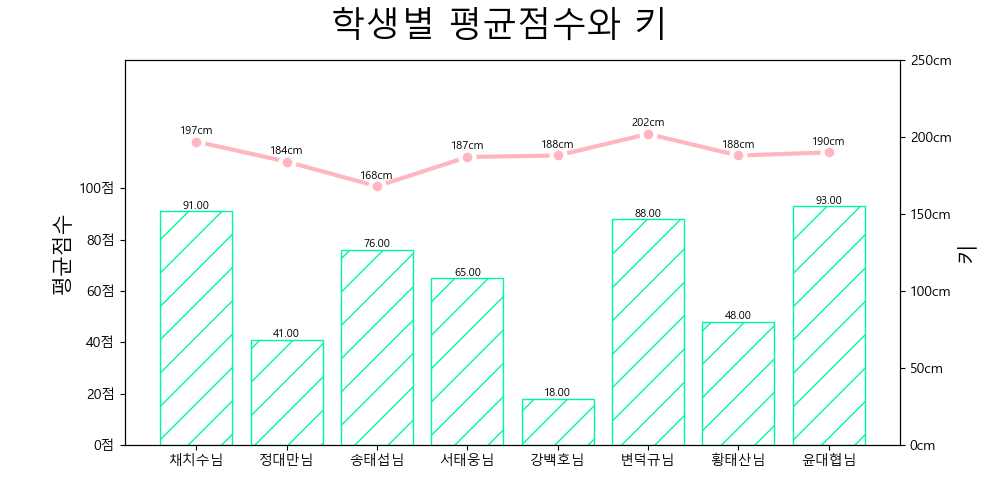 학생별 평균점수와 키
250cm
200cm
150cm
100cm
50cm
0cm
키
100점
80점
60점
40점
20점
0점
평균점수
197cm
184cm
168cm
187cm
188cm
202cm
188cm
190cm
91.00
41.00
76.00
65.00
18.00
88.00
48.00
93.00
채치수님
정대만님
송태섭님
서태웅님
강백호님
변덕규님
황태산님
윤대협님